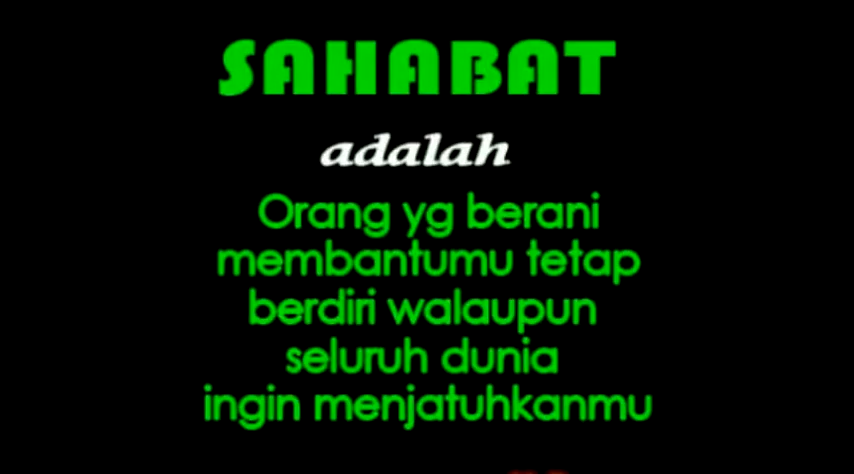 SAHABAT
adalah
Orang yg berani
membantumu tetap
berdiri walaupun
seluruh dunia
ingin menjatuhkanmu